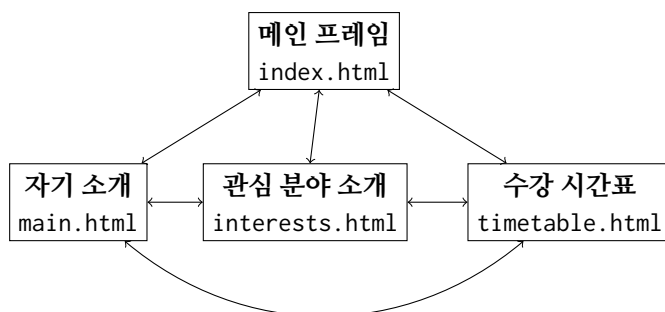 메인 프레임
index.html
자기 소개
main.html
관심 분야 소개
interests.html
수강 시간표
timetable.html